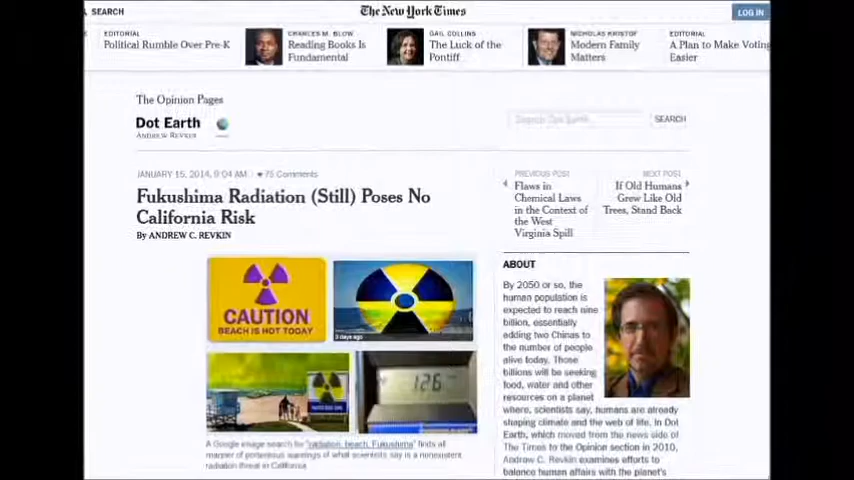 SEARCH
The New York Times
LOG IN
EDITORIAL
Political Rumble Over Pre-K
CHARLES M. BLOW
Reading Books Is
Fundamental
GAIL COLLINS
The Luck of the
Pontiff
NICHOLAS KRISTOF
Modern Family
Matters
EDITORIAL
A Plan to Make Voting
Easier
The Opinion Pages
Dot Earth
ANDREW REVKIN
Search Dot Earth
SEARCH
JANUARY 15, 2014, 9:04 AM
75 Comments
Fukushima Radiation (Still) Poses No
California Risk
By ANDREW C. REVKIN
PREVIOUS POST
Flaws in
Chemical Laws
in the Context of
the West
Virginia Spill
NEXT POST
If Old Humans
Grew Like Old
Trees, Stand Back
CAUTION
BEACH IS HOT TODAY
3 days ago
126
A Google image search for "radiation, beach, Fukushima" finds all
manner of portentous warnings of what scientists say is a nonexistent
radiation threat in California
ABOUT
By 2050 or so, the
human population is
expected to reach nine
billion, essentially
adding two Chinas to
the number of people
alive today. Those
billions will be seeking
food, water and other
resources on a planet
where, scientists say, humans are already
shaping climate and the web of life. In Dot
Earth, which moved from the news side of
The Times to the Opinion section in 2010,
Andrew C. Revkin examines efforts to
balance human affairs with the planet's